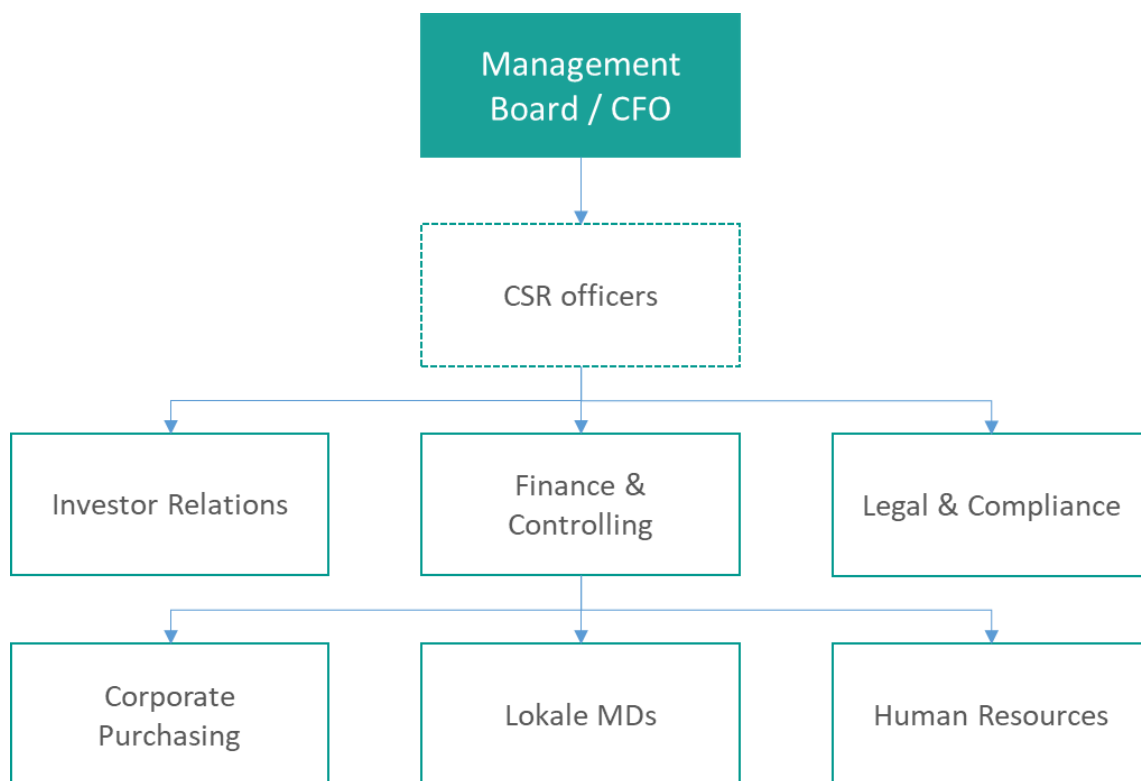 Management
Board / CFO
CSR officers
Investor Relations
Finance &
Controlling
Legal & Compliance
Corporate
Purchasing
Lokale MDs
Human Resources